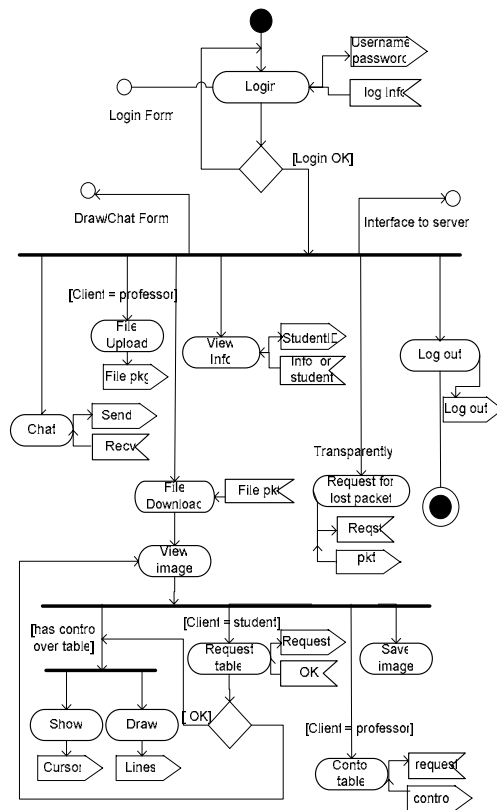 Username
password
Login
log Info
Login Form
[Login OK]
Draw/Chat Form
Interface to server
[Client = professor]
File
Upload
File pkg
View
Info
StudentID
Info or
student
Log out
Log out
Chat
Send
Recv
Transparently
File
Download
File pkt
Request for
lost packet
Reqst
pkt
View
image
[has contro
over table]
[Client = student]
Request
table
Request
OK
Save
image
Show
Draw
[ OK]
[Client = professor]
Cursor
Lines
Conto
table
request
contro